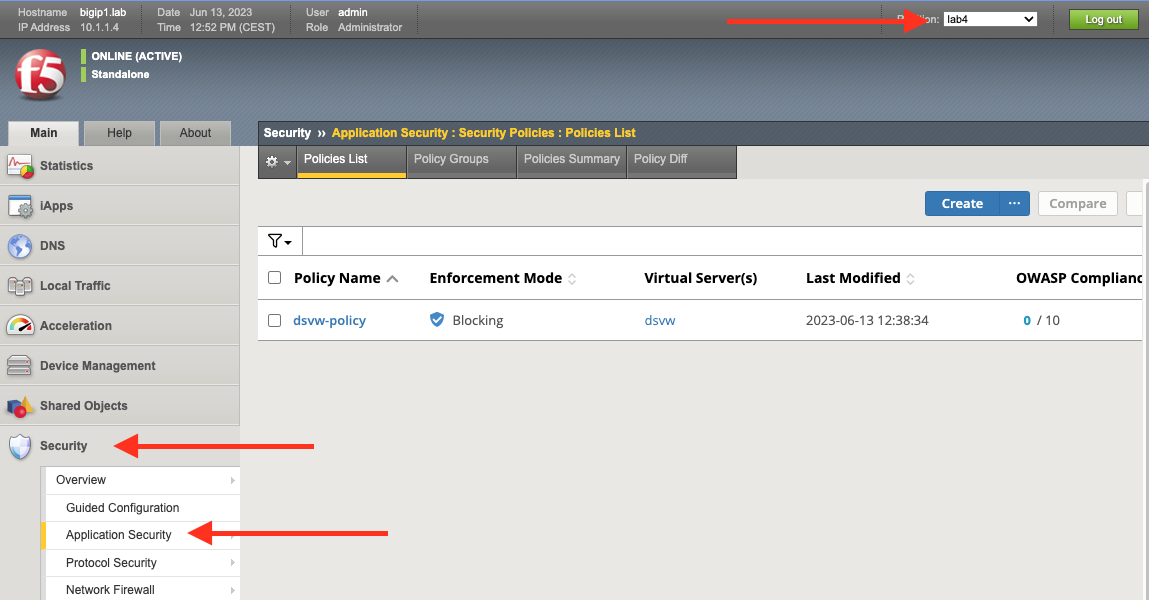 Hostname bigip1.lab Date Jun 13, 2023 User admin
IP Address 10.1.1.4 Time 12:52 PM (CEST) Role Administrator
lab4
Log out
f5
ONLINE (ACTIVE)
Standalone
Main Help About
Security » Application Security : Security Policies : Policies List
Policies List Policy Groups Policies Summary Policy Diff
Statistics
iApps
DNS
Local Traffic
Acceleration
Device Management
Shared Objects
Security
Overview
Guided Configuration
Application Security
Protocol Security
Network Firewall
Create ··· Compare
Policy Name Enforcement Mode Virtual Server(s) Last Modified OWASP Complianc
dsvw-policy Blocking dsvw 2023-06-13 12:38:34 0 / 10